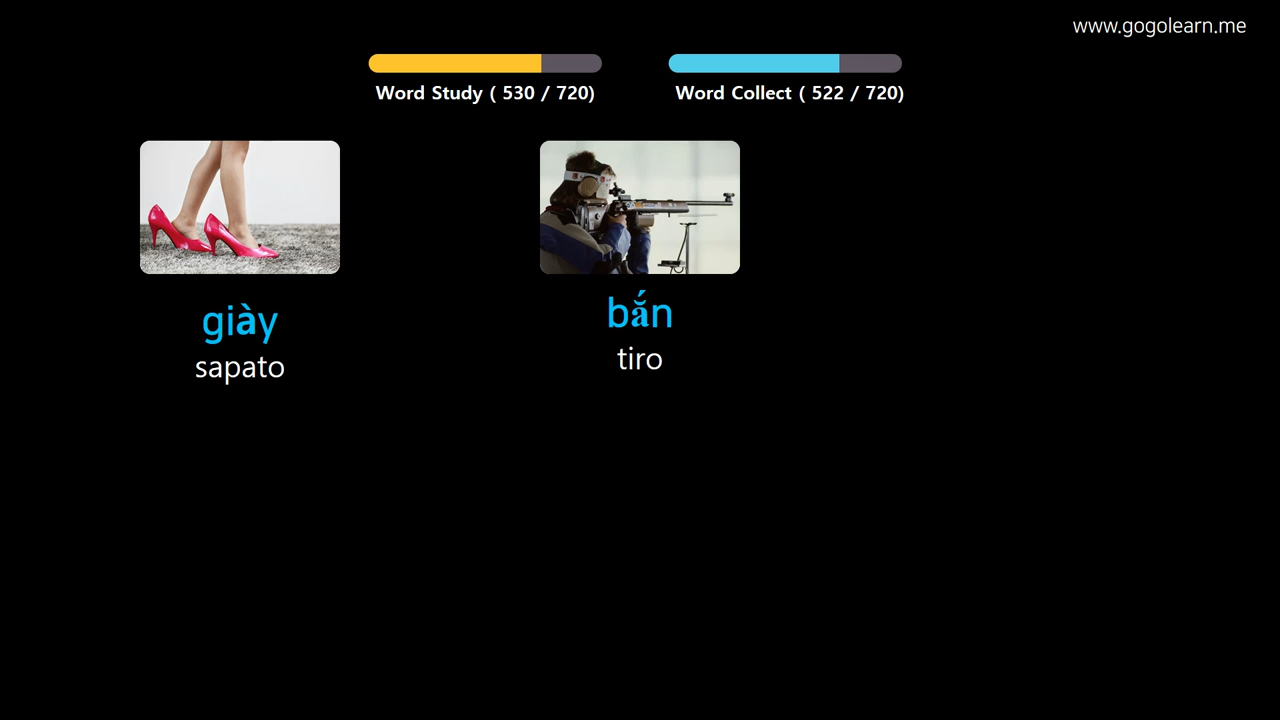 www.gogolearn.me
Word Study ( 530 / 720)
Word Collect ( 522 / 720)
giày
sapato
bắn
tiro